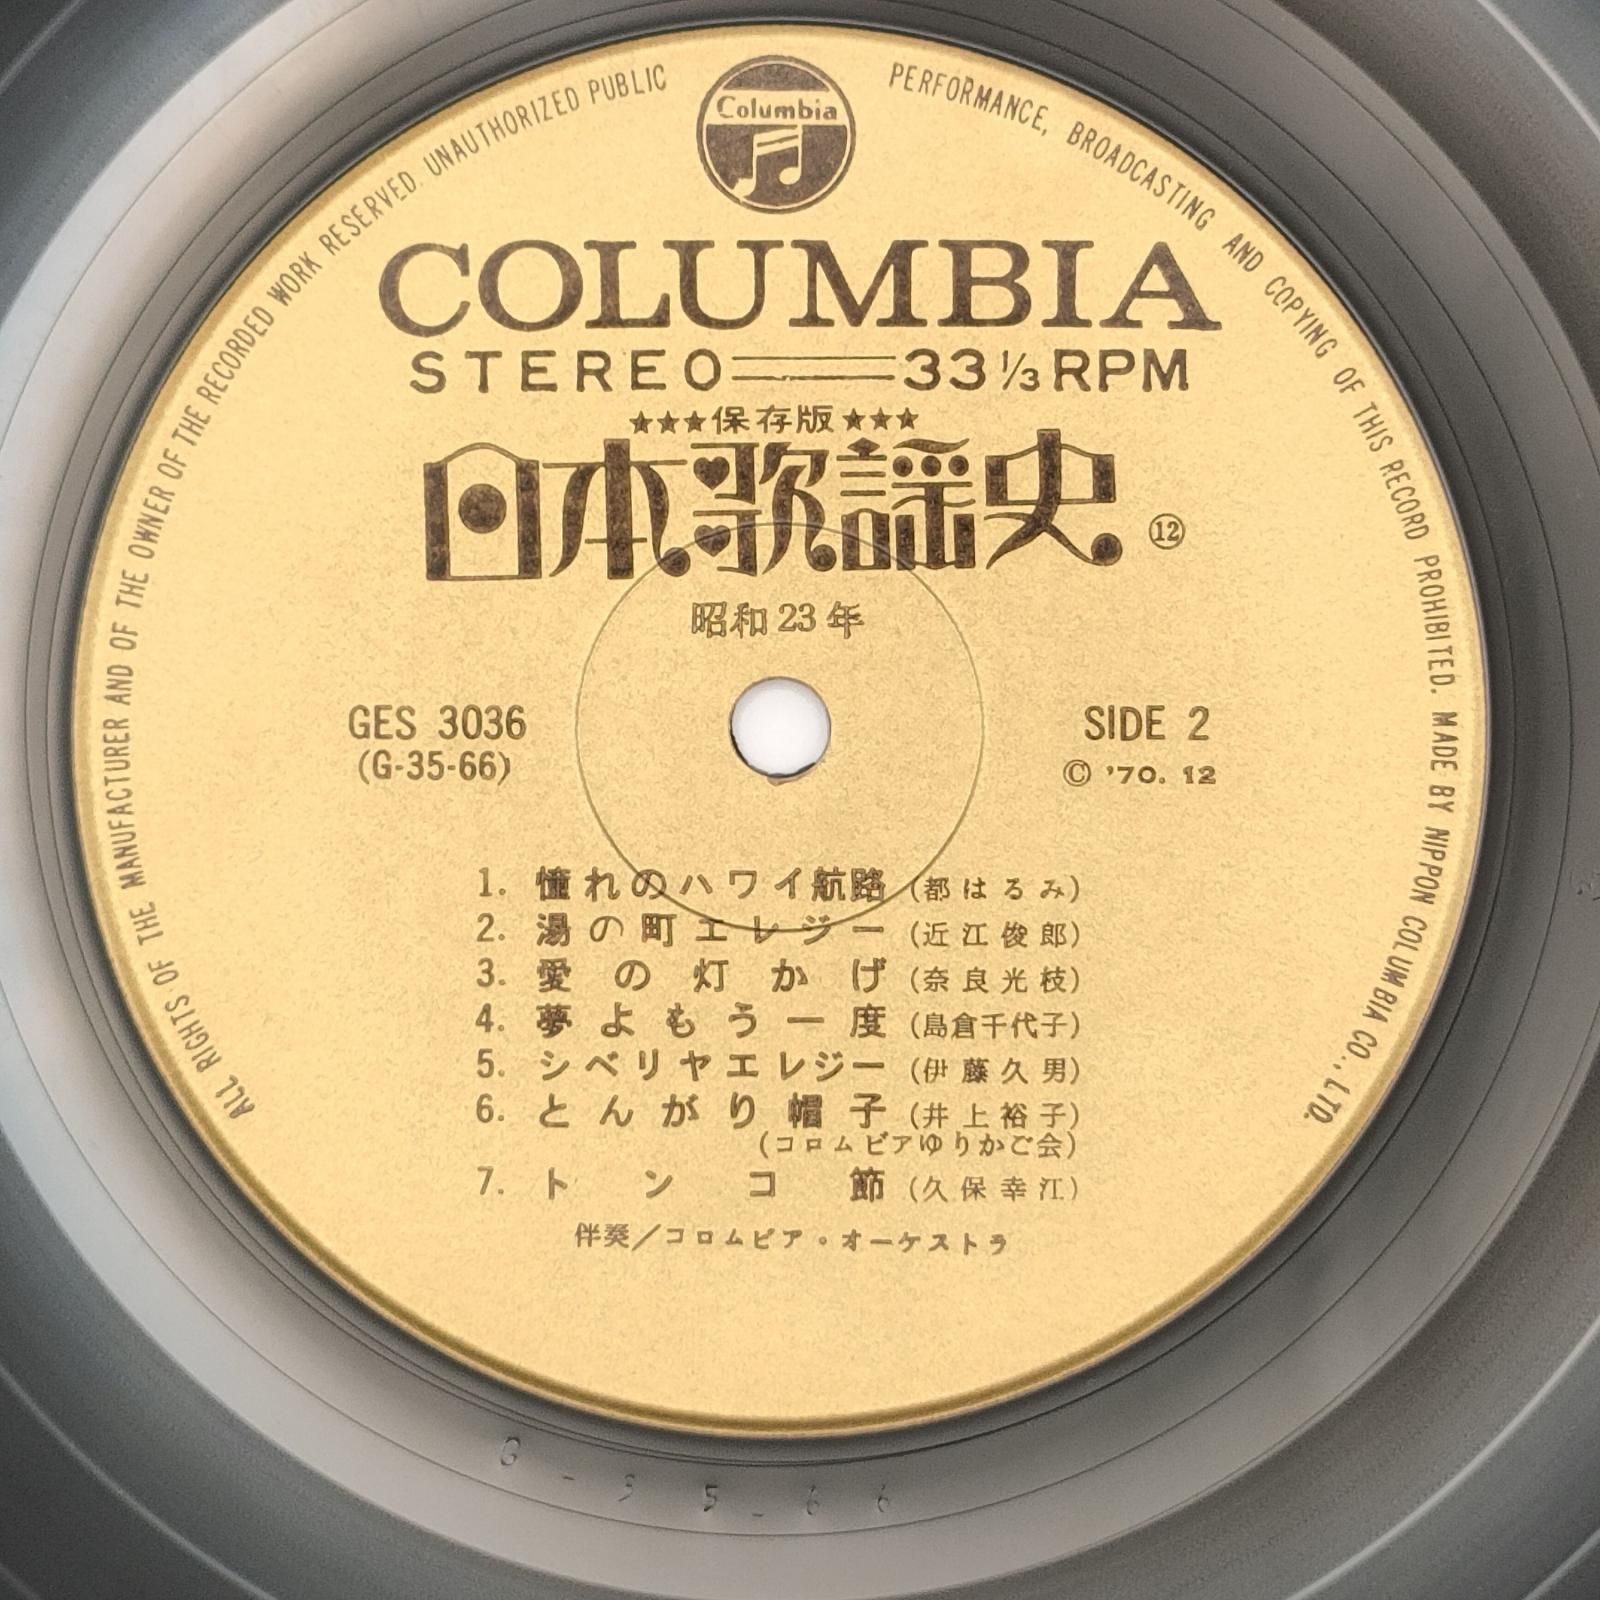 Columbia
COLUMBIA
STEREO 33 1/3 RPM
★★★保存版★★★
日本歌謡史 ⑫
昭和23年
GES 3036
(G-35-66)
SIDE 2
Ⓒ '70. 12
1. 憧れのハワイ航路 (都はるみ)
2. 湯の町エレジー (近江俊郎)
3. 愛の灯かげ (奈良光枝)
4. 夢よもう一度 (島倉千代子)
5. シベリヤエレジー (伊藤久男)
6. とんがり帽子 (井上裕子)
(コロムビアゆりかご会)
7. トンコ節 (久保幸江)
伴奏／コロムビア・オーケストラ
ALL RIGHTS OF THE MANUFACTURER AND OF THE OWNER OF THE RECORDED WORK RESERVED. UNAUTHORIZED PUBLIC PERFORMANCE, BROADCASTING AND COPYING OF THIS RECORD PROHIBITED. MADE BY NIPPON COLUMBIA CO., LTD.
G-35-66